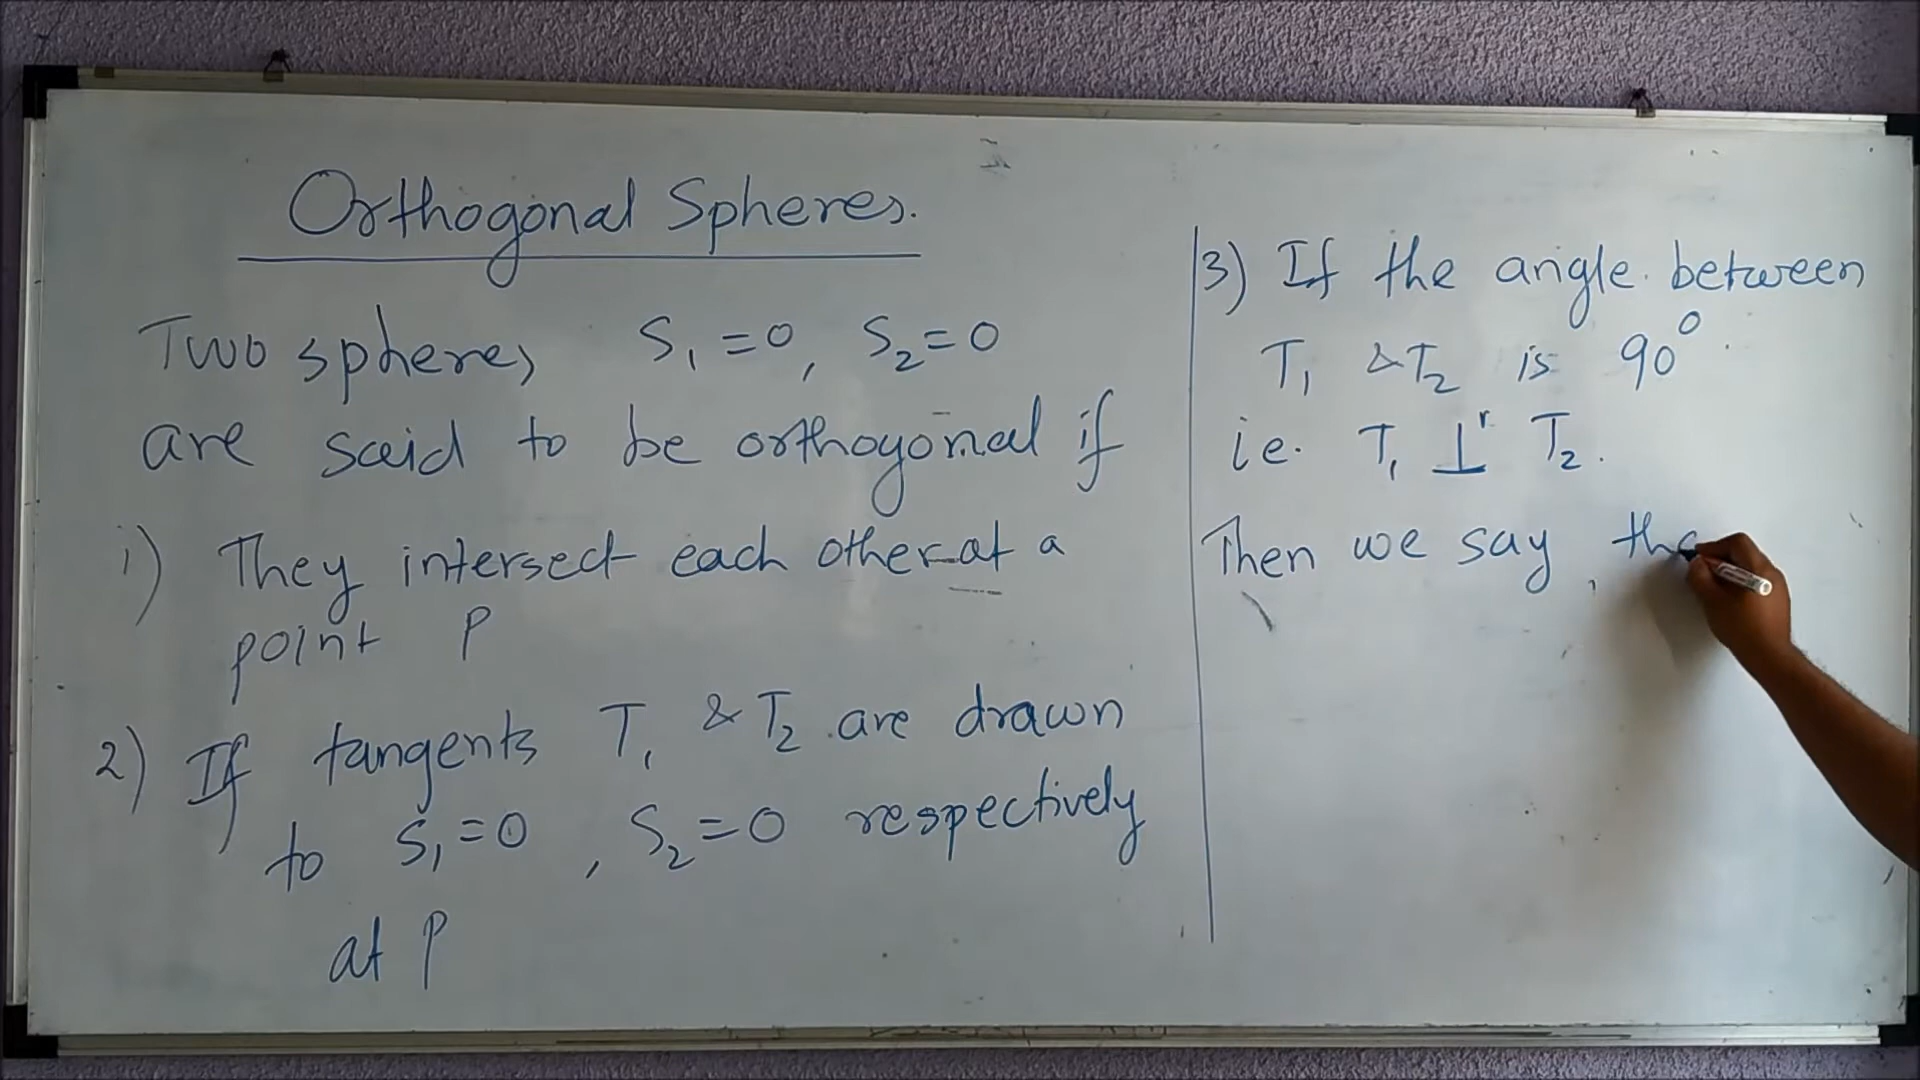 Orthogonal Spheres.
Two spheres S₁ = 0, S₂ = 0
are said to be orthogonal if
1) They intersect each other at a
point P
2) If tangents T₁ & T₂ are drawn
to S₁ = 0, S₂ = 0 respectively
at P
3) If the angle between
T₁ & T₂ is 90°
i.e. T₁ ⊥ʳ T₂.
Then we say, tha